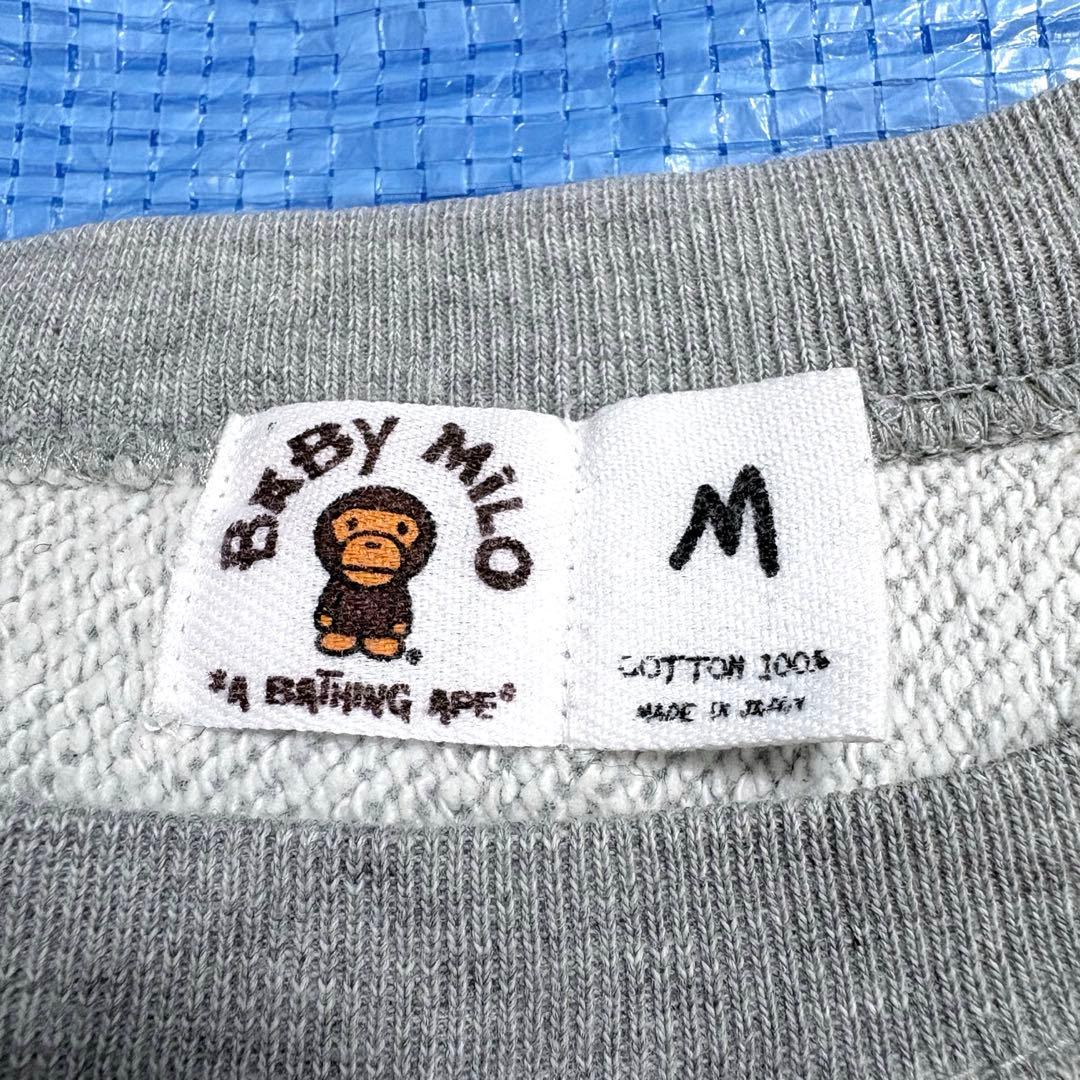 BABY MiLO
®
"A BATHING APE"
M
COTTON 100%
MADE IN JAPAN